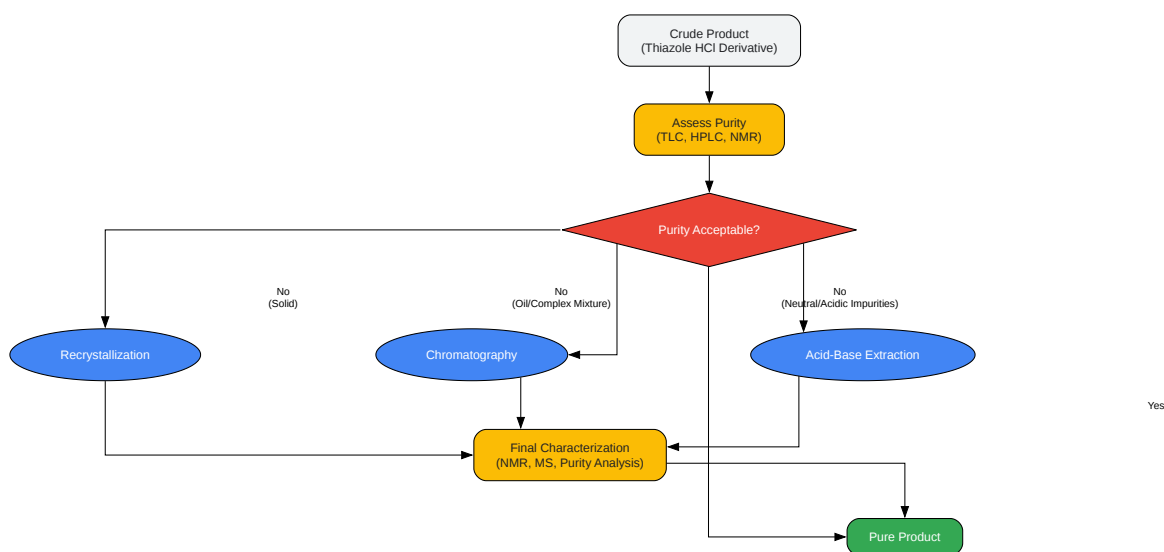 Crude Product
(Thiazole HCl Derivative)
Assess Purity
(TLC, HPLC, NMR)
Purity Acceptable?
No
(Solid)
No
(Oil/Complex Mixture)
No
(Neutral/Acidic Impurities)
Recrystallization
Chromatography
Acid-Base Extraction
Yes
Final Characterization
(NMR, MS, Purity Analysis)
Pure Product